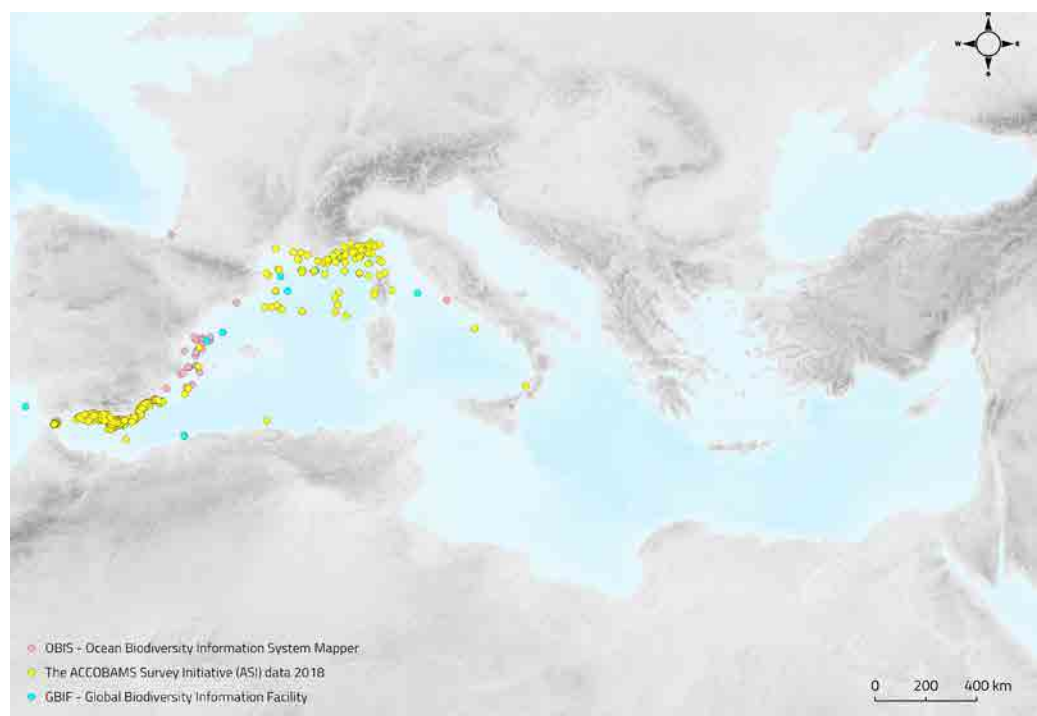 N
W
E
S
OBIS - Ocean Biodiversity Information System Mapper
The ACCOBAMS Survey Initiative (ASI) data 2018
GBIF - Global Biodiversity Information Facility
0 200 400 km